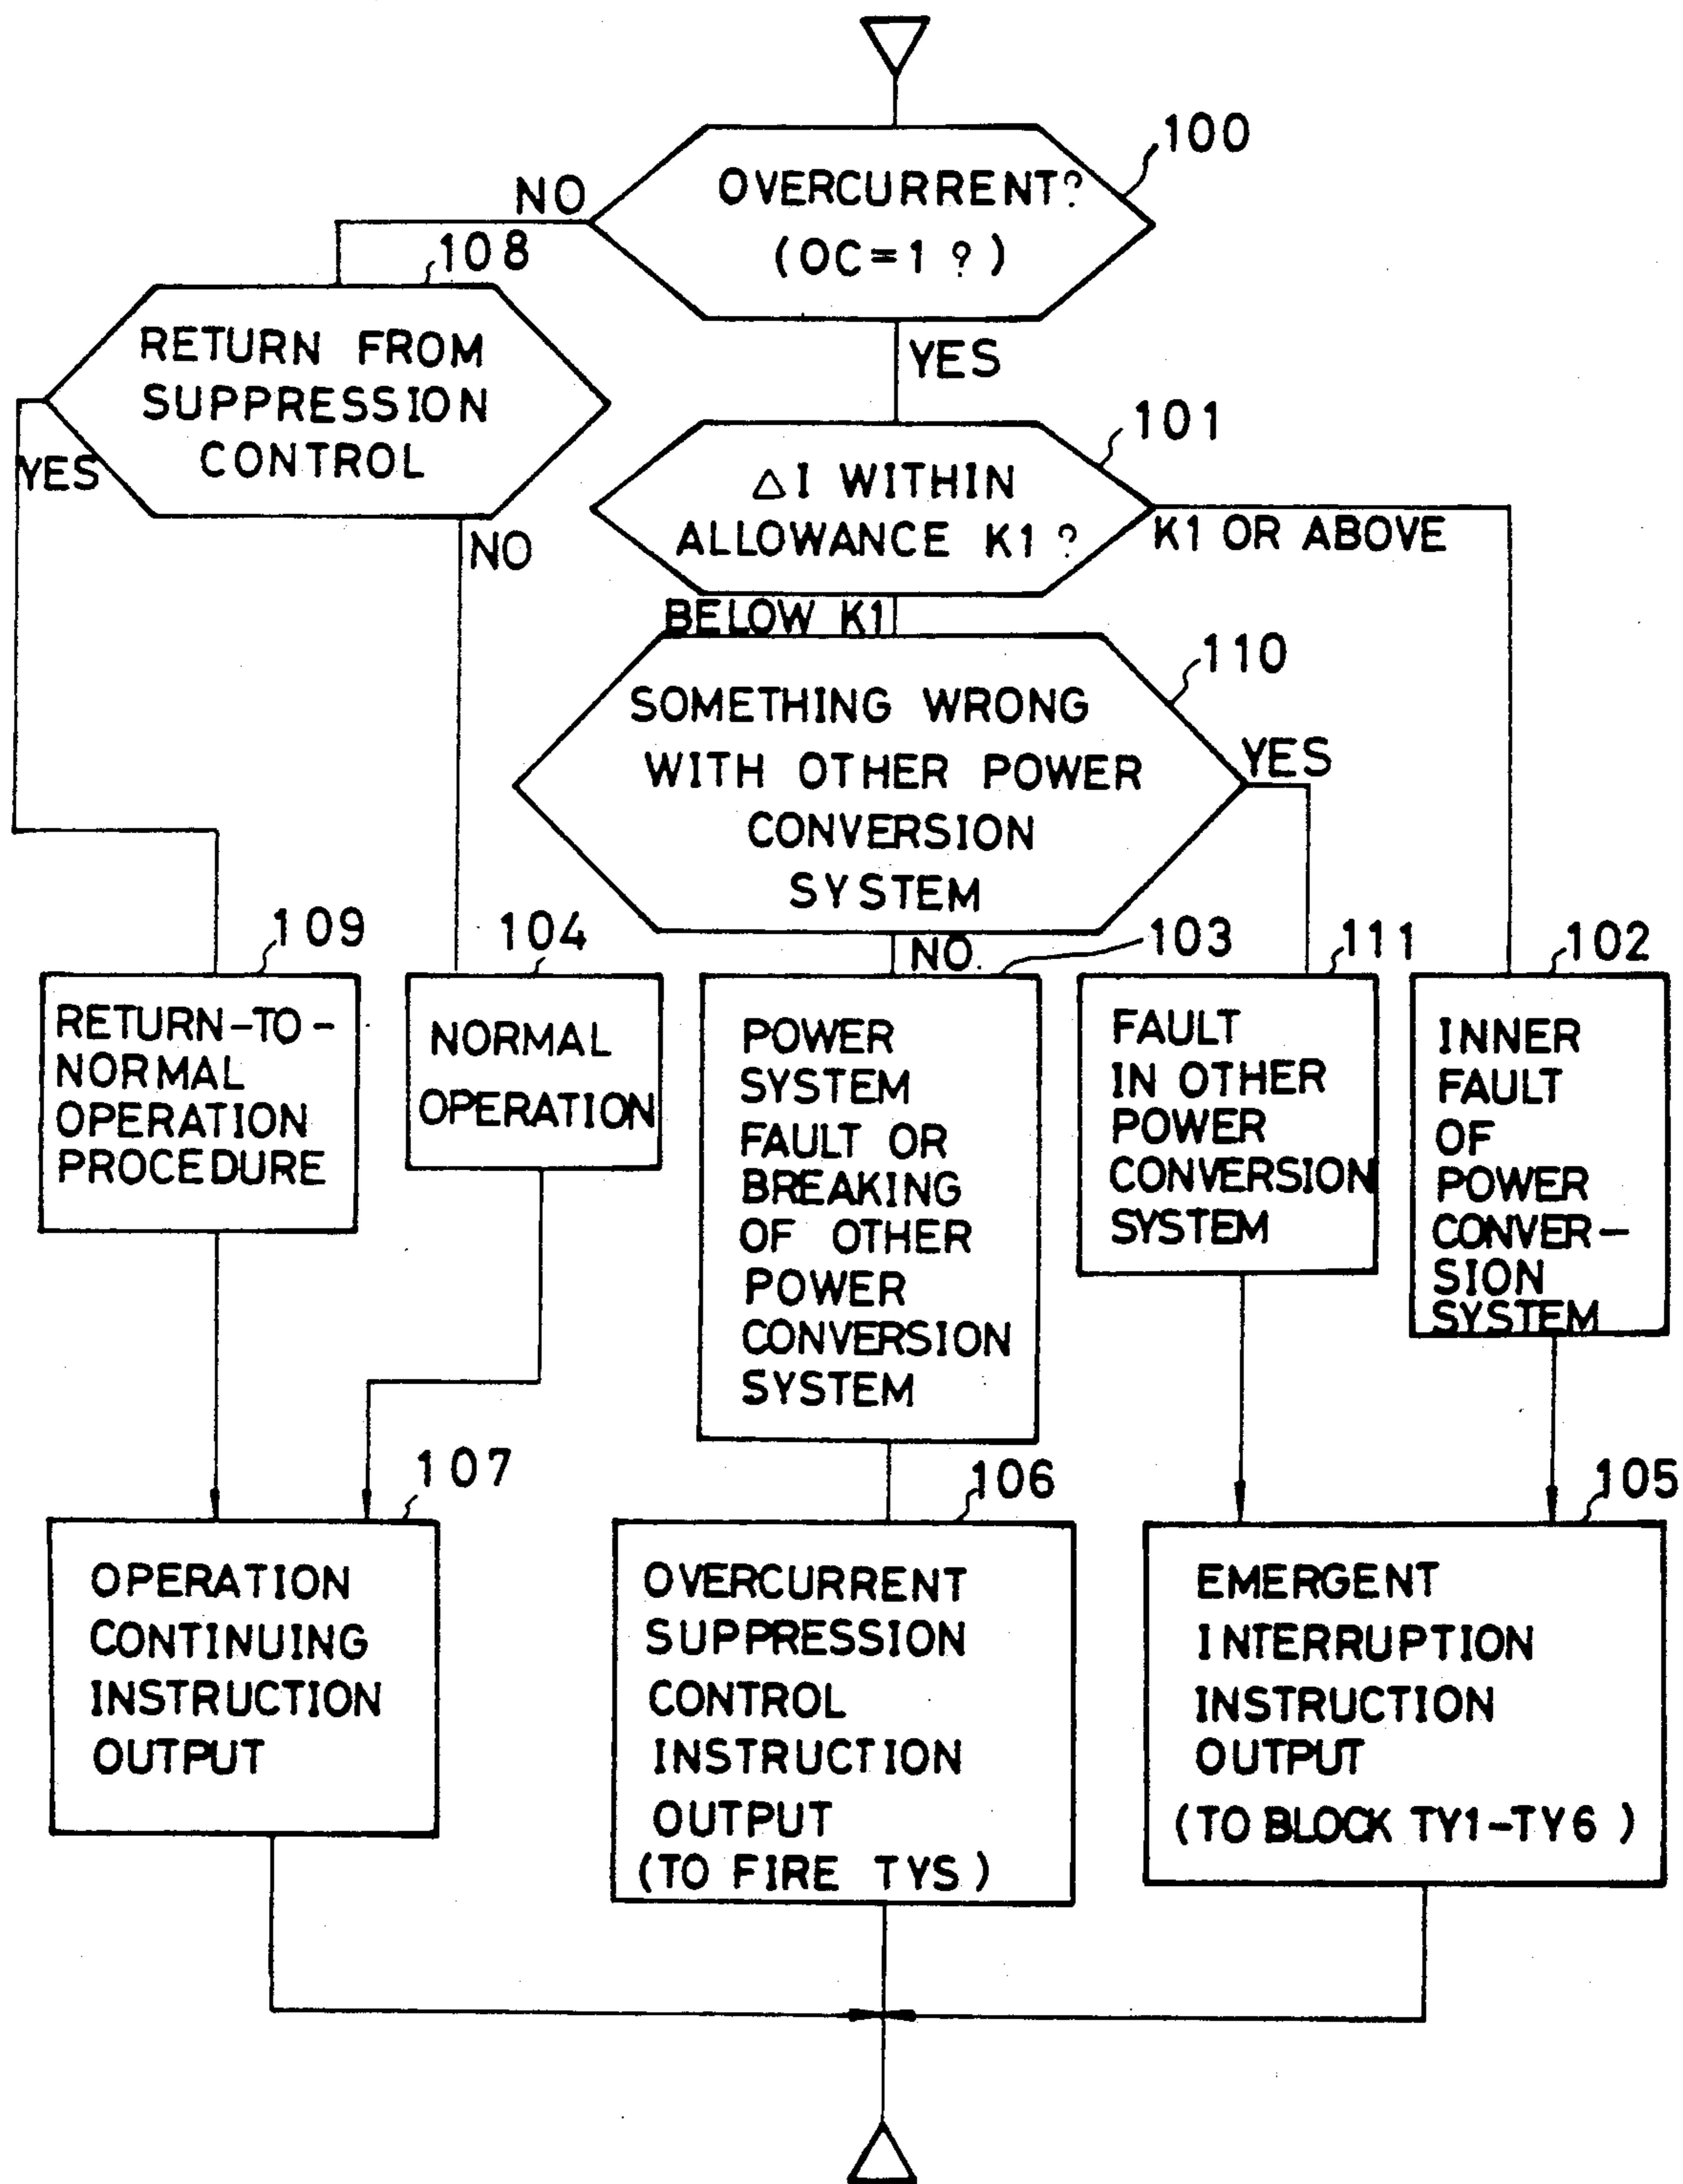 100
OVERCURRENT?
(OC=1 ?)
NO
YES
108
RETURN FROM
SUPPRESSION
CONTROL
YES
NO
101
△I WITHIN
ALLOWANCE K1 ?
K1 OR ABOVE
BELOW K1
110
SOMETHING WRONG
WITH OTHER POWER
CONVERSION
SYSTEM
YES
NO.
109
RETURN-TO-
NORMAL
OPERATION
PROCEDURE
104
NORMAL
OPERATION
103
POWER
SYSTEM
FAULT OR
BREAKING
OF OTHER
POWER
CONVERSION
SYSTEM
111
FAULT
IN OTHER
POWER
CONVERSION
SYSTEM
102
INNER
FAULT
OF
POWER
CONVER-
SION
SYSTEM
107
OPERATION
CONTINUING
INSTRUCTION
OUTPUT
106
OVERCURRENT
SUPPRESSION
CONTROL
INSTRUCTION
OUTPUT
(TO FIRE TYS)
105
EMERGENT
INTERRUPTION
INSTRUCTION
OUTPUT
(TO BLOCK TY1-TY6)